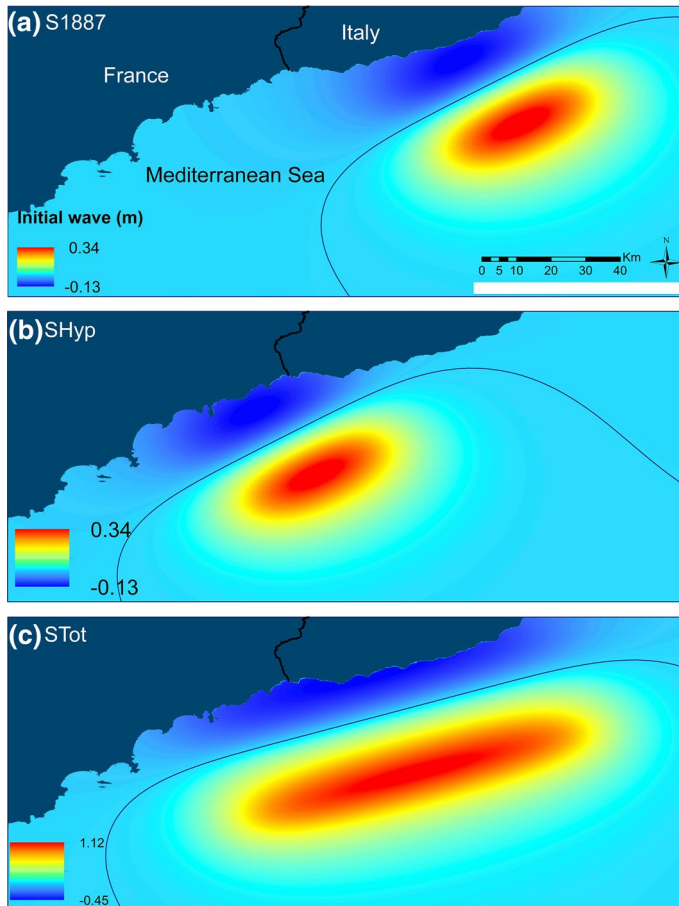 (a) S1887
Italy
France
Mediterranean Sea
Initial wave (m)
0.34
-0.13
N
Km
0 5 10 20 30 40
(b) SHyp
0.34
-0.13
(c) STot
1.12
-0.45